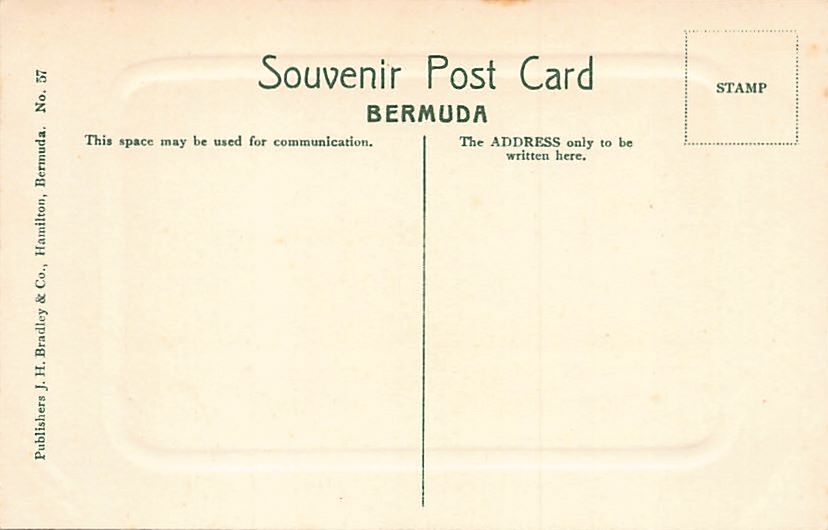 Souvenir Post Card
BERMUDA
STAMP
This space may be used for communication.
The ADDRESS only to be
written here.
Publishers J. H. Bradley & Co., Hamilton, Bermuda. No. 57